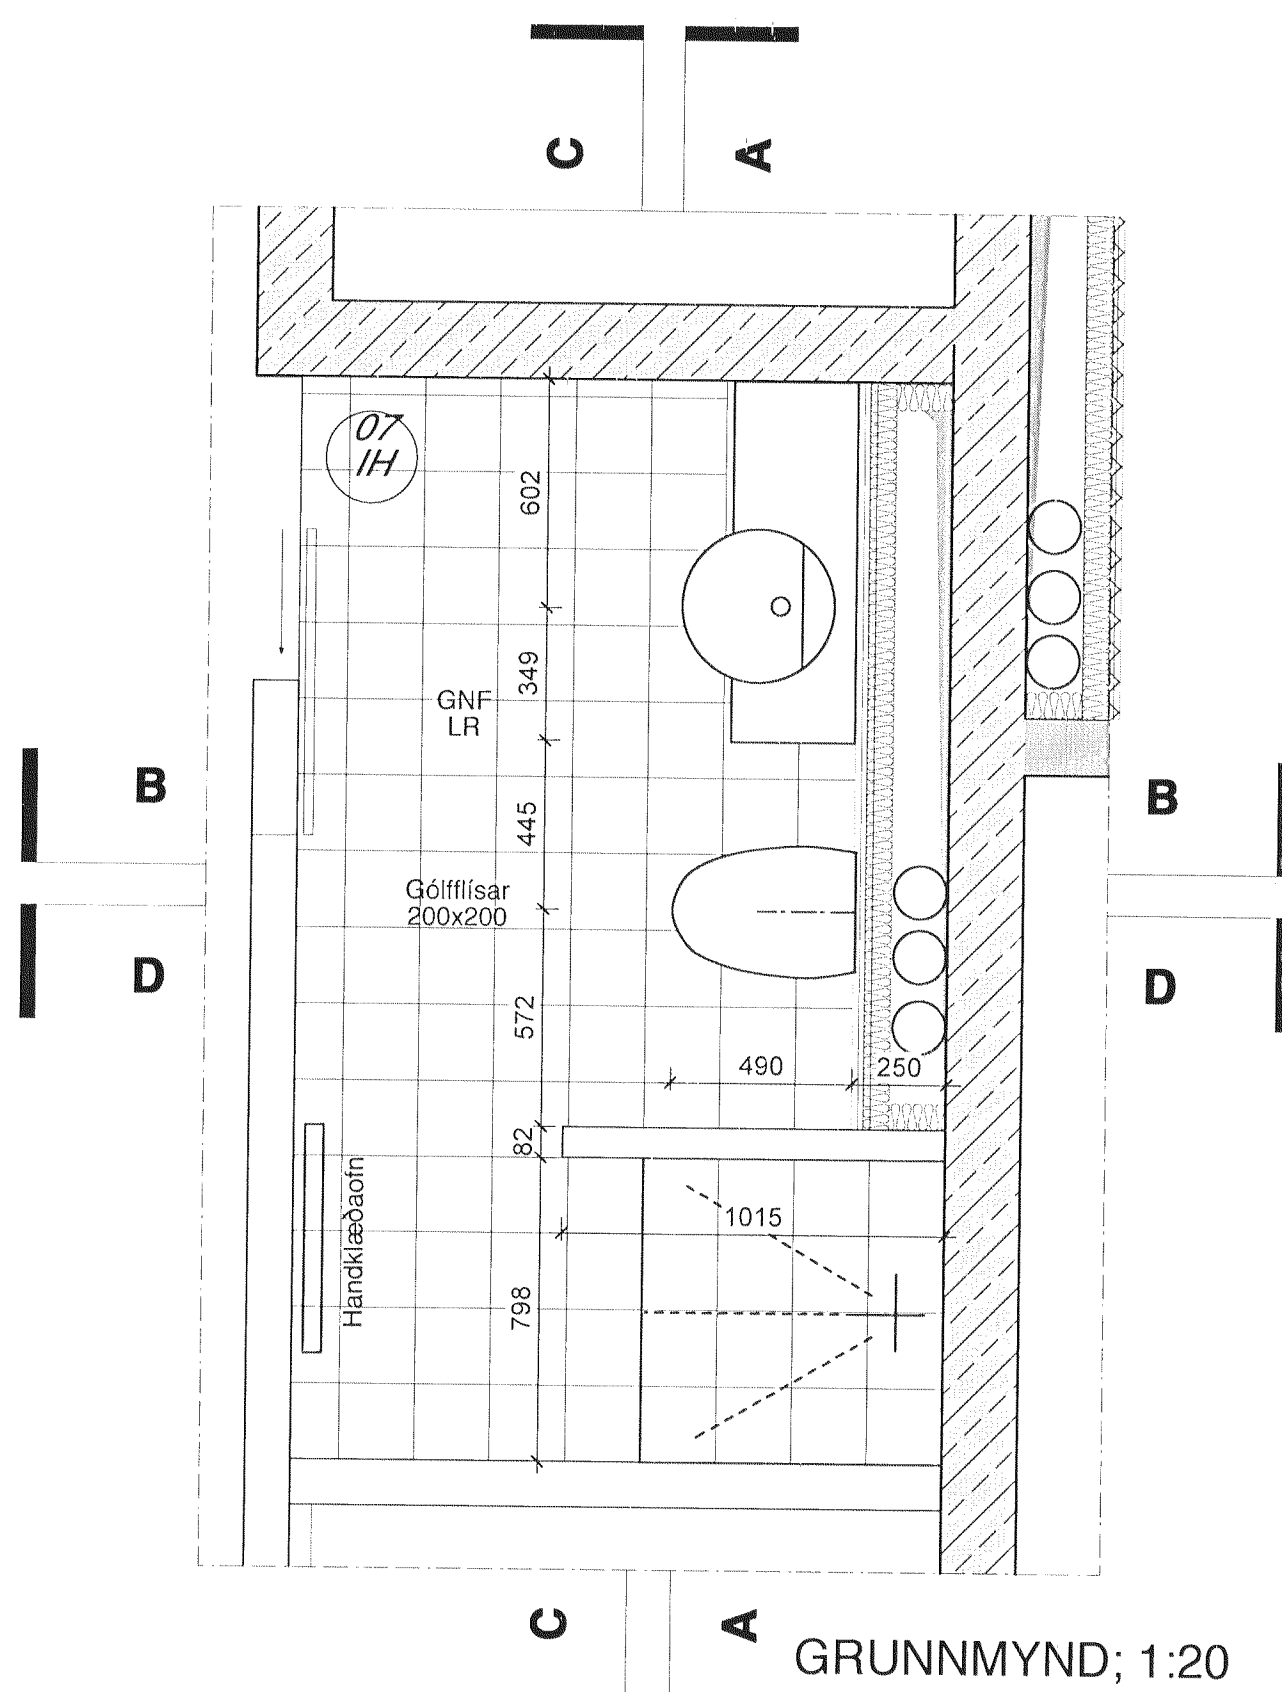 C
A
07
IH
602
349
GNF
LR
B
B
445
Gólfflísar
200x200
D
D
572
490
250
82
Handklæðaofn
1015
798
C
A
GRUNNMYND; 1:20